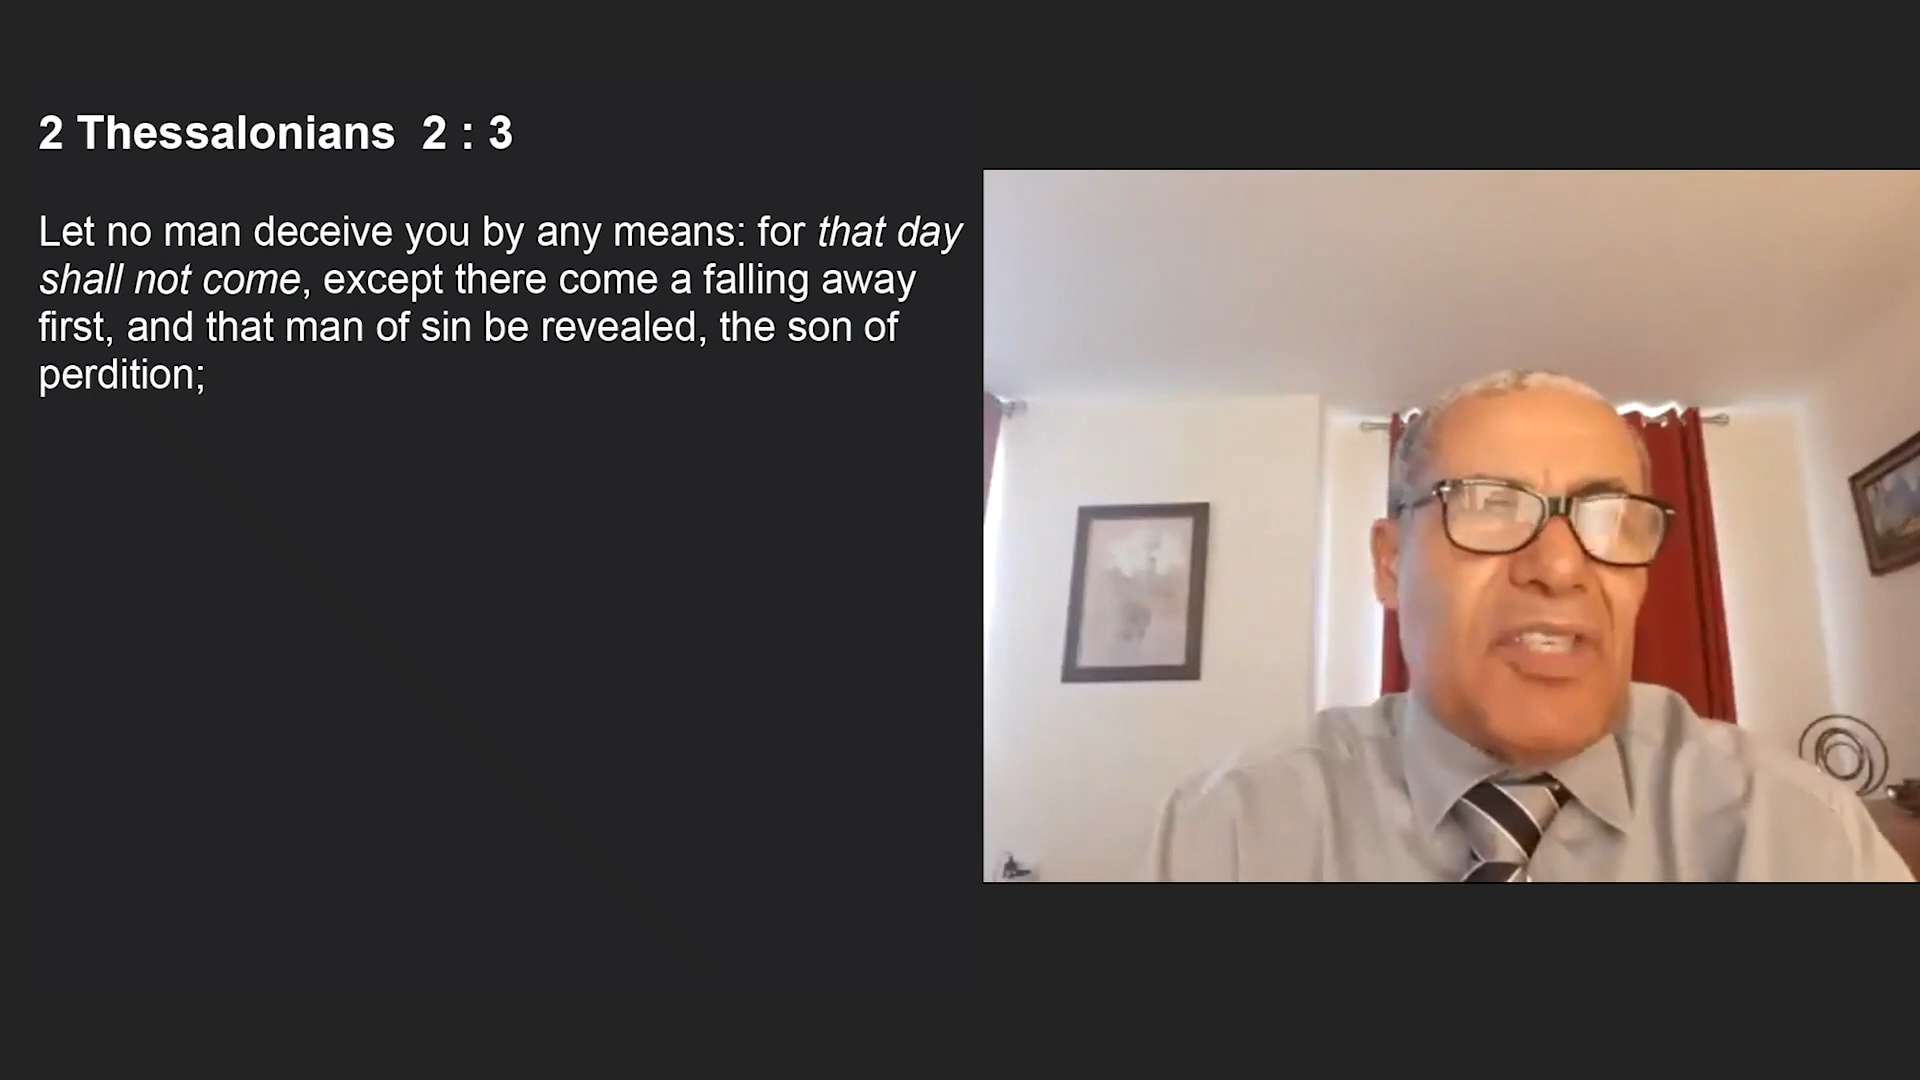 2 Thessalonians 2 : 3
Let no man deceive you by any means: for that day
shall not come, except there come a falling away
first, and that man of sin be revealed, the son of
perdition;